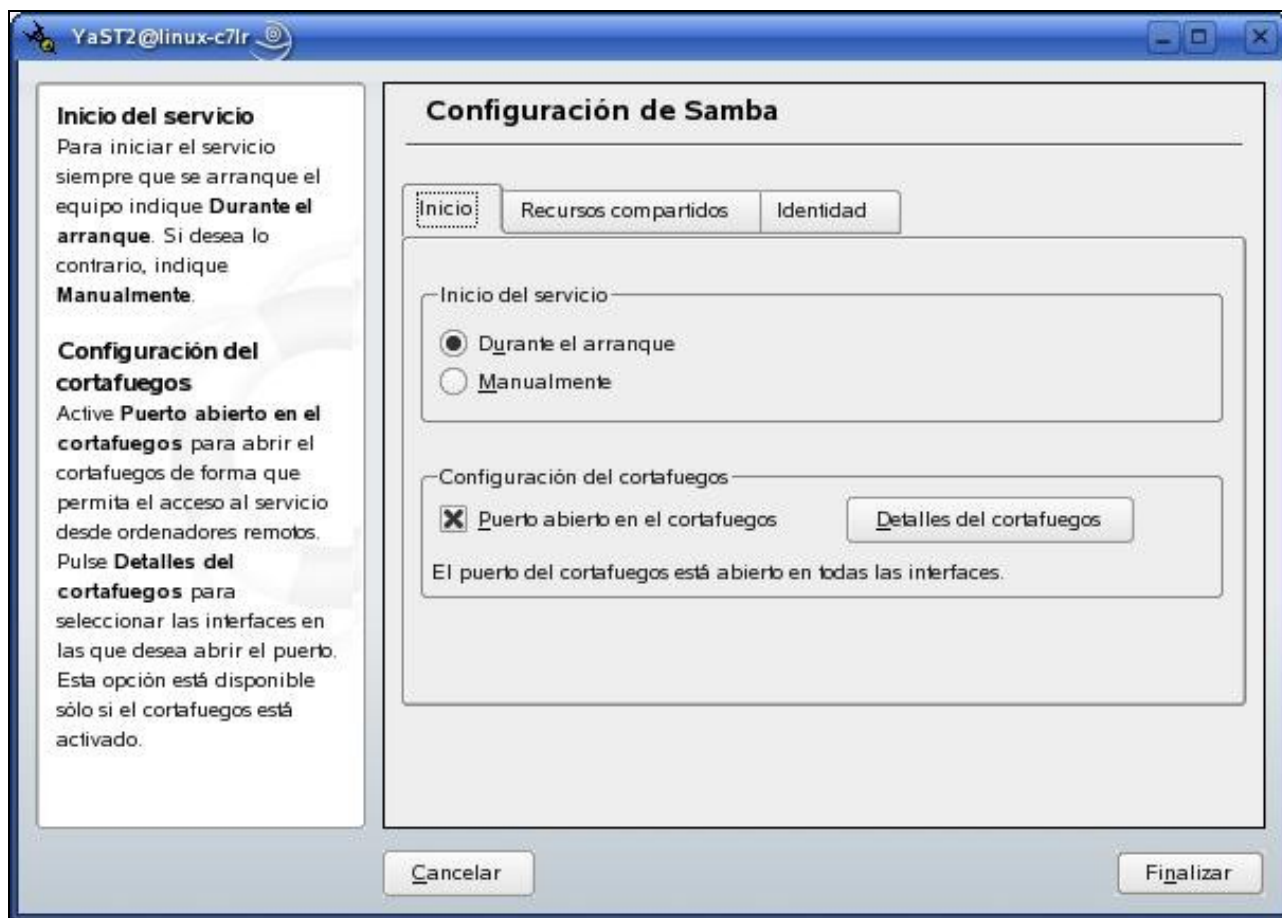 YaST2@linux-c7lr
Inicio del servicio
Para iniciar el servicio
siempre que se arranque el
equipo indique Durante el
arranque. Si desea lo
contrario, indique
Manualmente.
Configuración del
cortafuegos
Active Puerto abierto en el
cortafuegos para abrir el
cortafuegos de forma que
permita el acceso al servicio
desde ordenadores remotos.
Pulse Detalles del
cortafuegos para
seleccionar las interfaces en
las que desea abrir el puerto.
Esta opción está disponible
sólo si el cortafuegos está
activado.
Configuración de Samba
Inicio
Recursos compartidos
Identidad
Inicio del servicio
Durante el arranque
Manualmente
Configuración del cortafuegos
Puerto abierto en el cortafuegos
Detalles del cortafuegos
El puerto del cortafuegos está abierto en todas las interfaces.
Cancelar
Finalizar